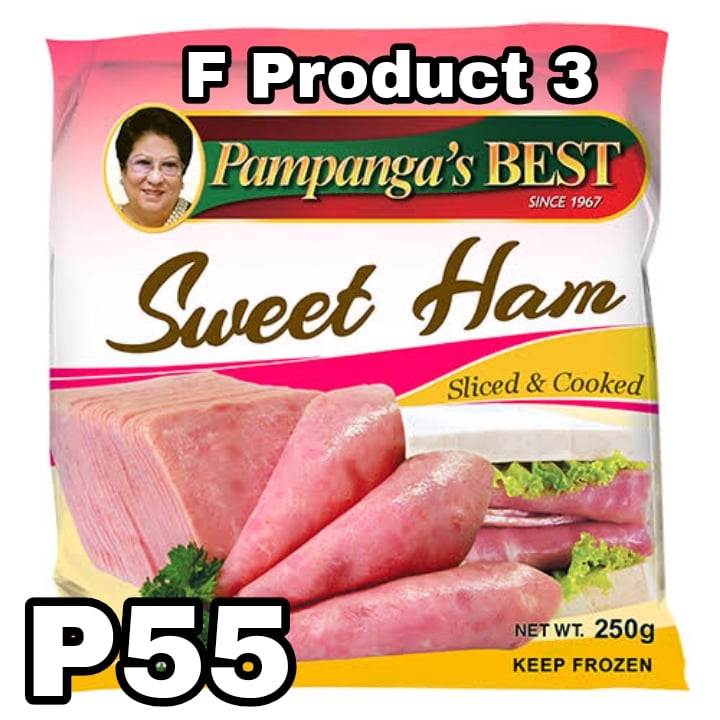 F Product 3
Pampanga's BEST
SINCE 1967
Sweet Ham
Sliced & Cooked
P55
NET WT. 250g
KEEP FROZEN